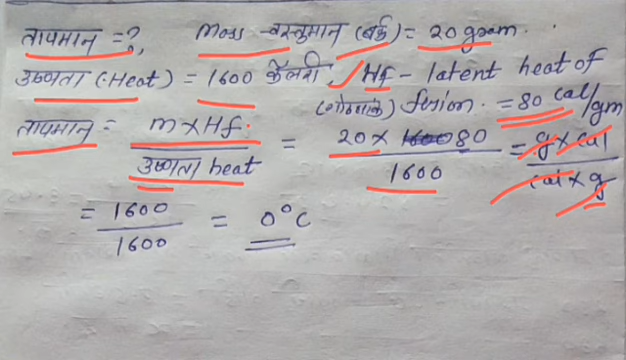 तापमान = ?, mass - वस्तुमान (बर्फ) = 20 gram.
उष्णता (Heat) = 1600 कॅलरी, Hf - latent heat of
fusion. = 80 cal/gm
तापमान = m x Hf. / उष्णता heat = 20 x 80 / 1600 = g x cal / cal x g
= 1600 / 1600 = 0°C